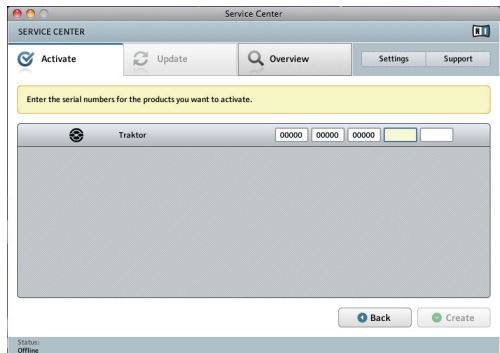 Service Center
SERVICE CENTER
Activate Update Overview Settings Support
Enter the serial numbers for the products you want to activate.
Traktor 00000 00000 00000
Back Create
Status:
Offline